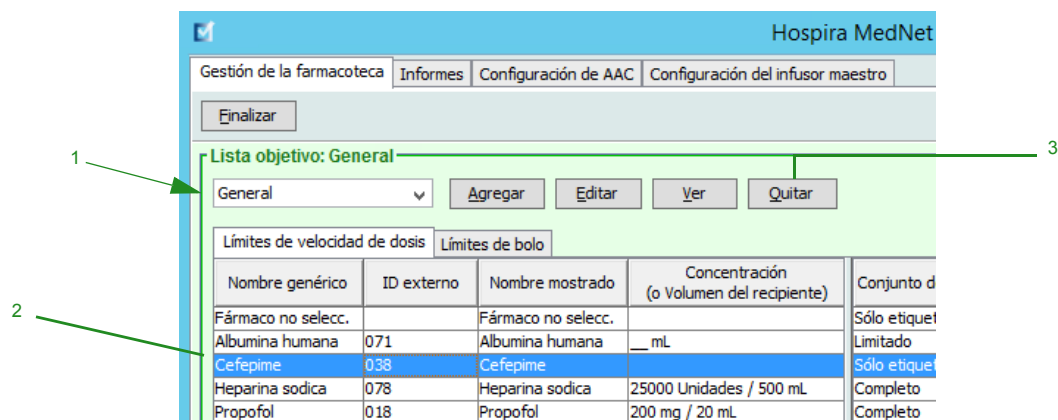 Hospira MedNet
Gestión de la farmacoteca Informes Configuración de AAC Configuración del infusor maestro
Finalizar
1
3
Lista objetivo: General
General Agregar Editar Ver Quitar
Límites de velocidad de dosis Límites de bolo
Nombre genérico ID externo Nombre mostrado Concentración (o Volumen del recipiente) Conjunto d
2
Fármaco no selecc. Fármaco no selecc. Sólo etiquet
Albumina humana 071 Albumina humana __ mL Limitado
Cefepime 038 Cefepime Sólo etiquet
Heparina sodica 078 Heparina sodica 25000 Unidades / 500 mL Completo
Propofol 018 Propofol 200 mg / 20 mL Completo